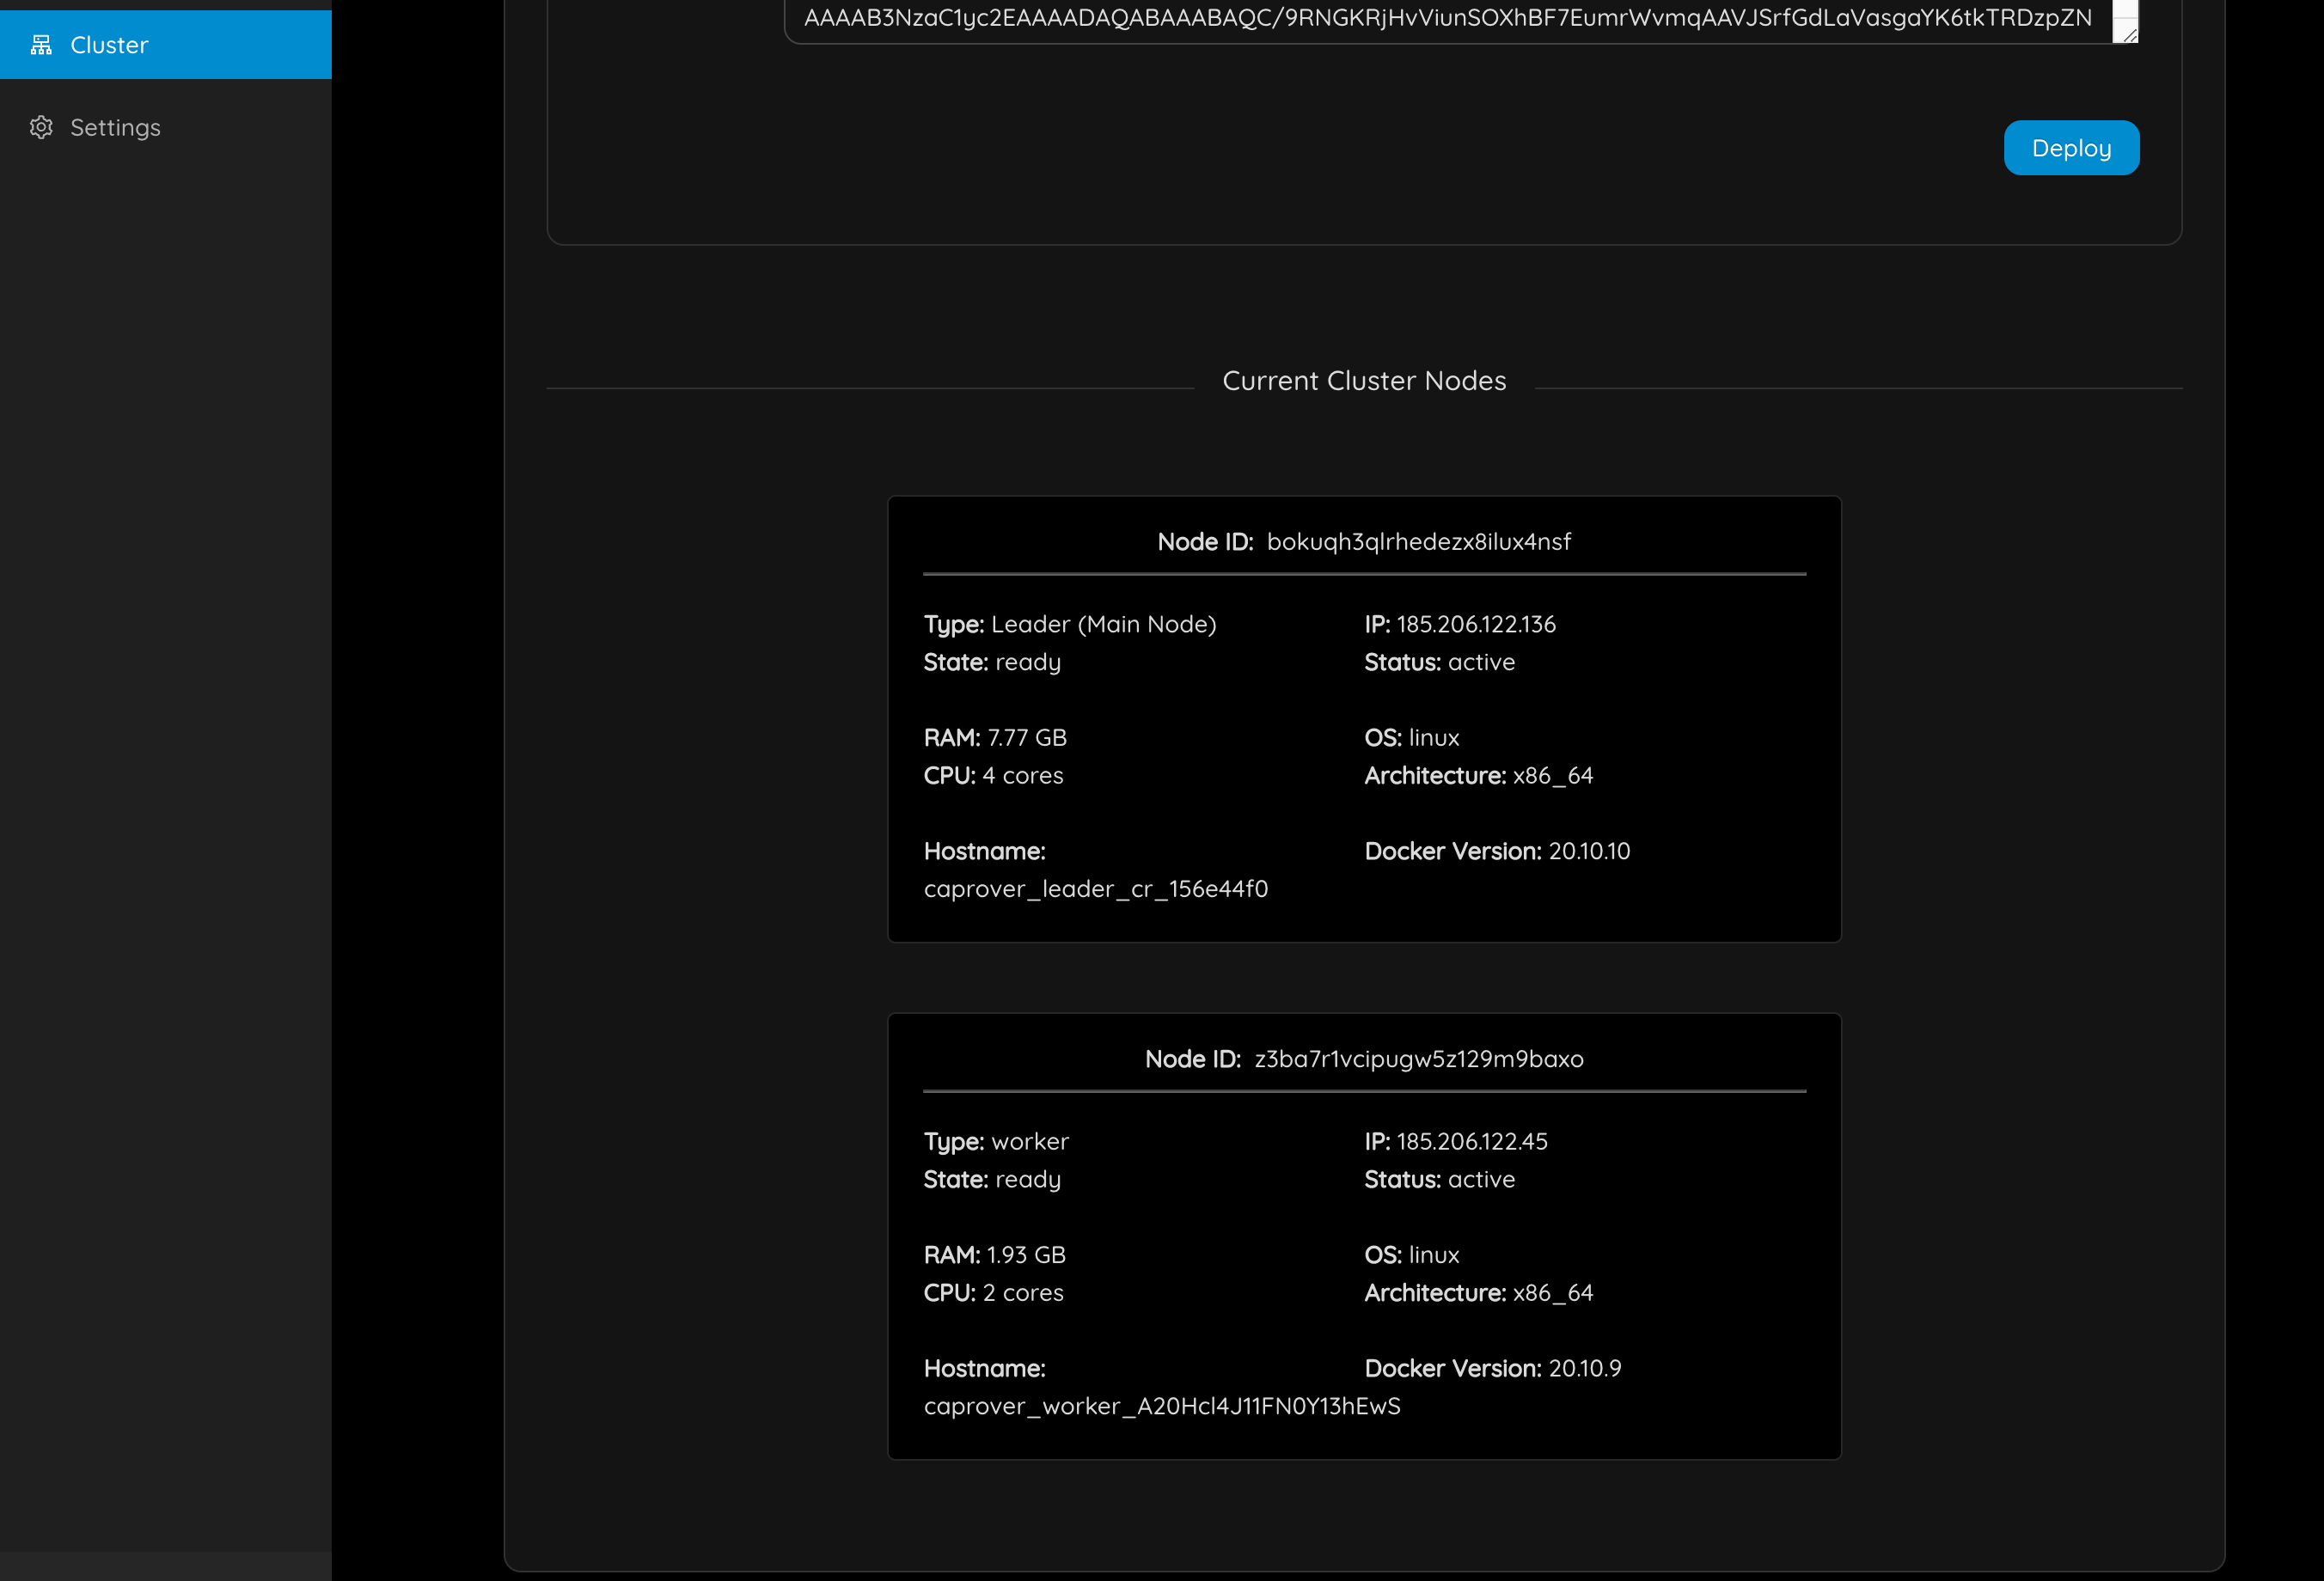 Cluster
Settings
AAAAB3NzaC1yc2EAAAADAQABAAABAQC/9RNGKRjHvViunSOXhBF7EumrWvmqAAVJSrfGdLaVasgaYK6tkTRDzpZN
Deploy
Current Cluster Nodes
Node ID: bokuqh3qlrhedezx8ilux4nsf
Type: Leader (Main Node)
IP: 185.206.122.136
State: ready
Status: active
RAM: 7.77 GB
OS: linux
CPU: 4 cores
Architecture: x86_64
Hostname:
Docker Version: 20.10.10
caprover_leader_cr_156e44f0
Node ID: z3ba7r1vcipugw5z129m9baxo
Type: worker
IP: 185.206.122.45
State: ready
Status: active
RAM: 1.93 GB
OS: linux
CPU: 2 cores
Architecture: x86_64
Hostname:
Docker Version: 20.10.9
caprover_worker_A20Hcl4J11FN0Y13hEwS